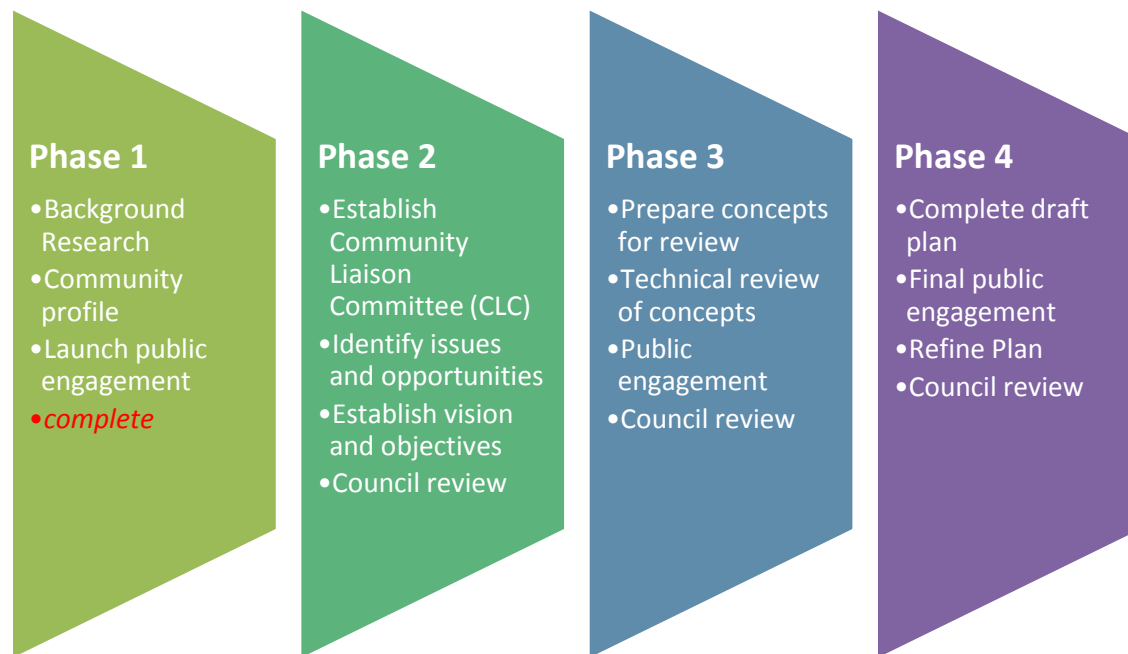 Phase 1
•Background
Research
•Community
profile
•Launch public
engagement
•complete
Phase 2
•Establish
Community
Liaison
Committee (CLC)
•Identify issues
and opportunities
•Establish vision
and objectives
•Council review
Phase 3
•Prepare concepts
for review
•Technical review
of concepts
•Public
engagement
•Council review
Phase 4
•Complete draft
plan
•Final public
engagement
•Refine Plan
•Council review